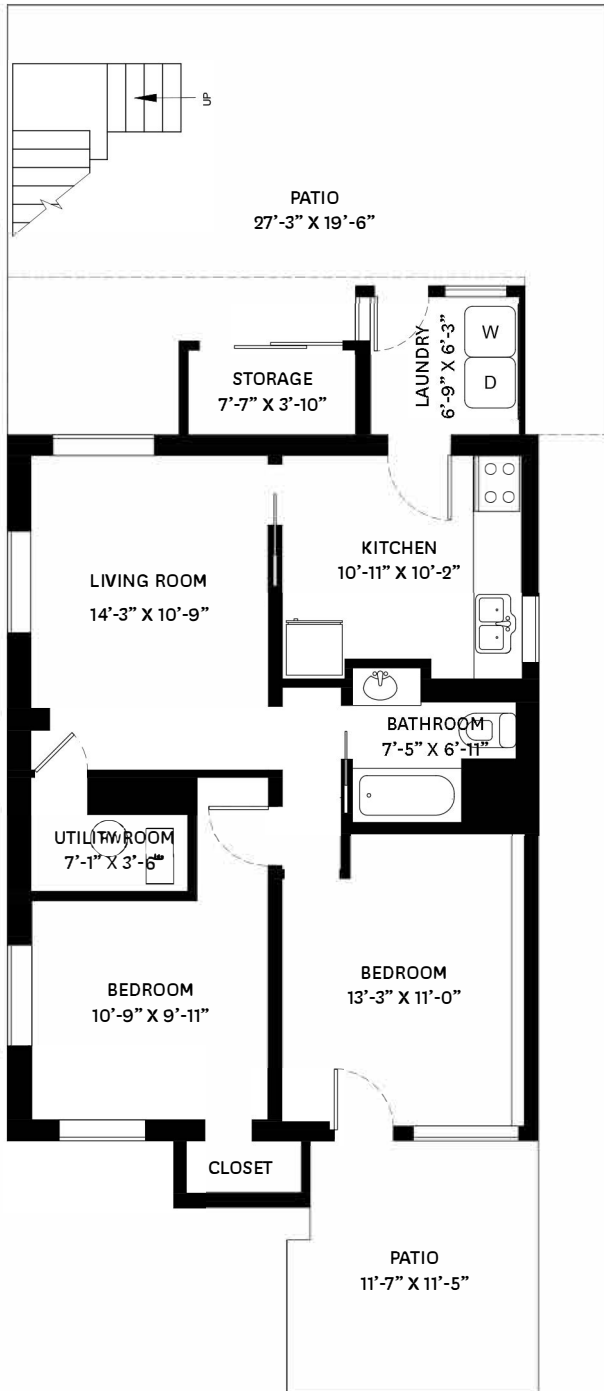 UP
PATIO
27’-3” X 19’-6”
LAUNDRY
6’-9” X 6’-3”
W
D
STORAGE
7’-7” X 3’-10”
KITCHEN
10’-11” X 10’-2”
LIVING ROOM
14’-3” X 10’-9”
BATHROOM
7’-5” X 6’-11”
UTILITY ROOM
7’-1” X 3’-6”
BEDROOM
13’-3” X 11’-0”
BEDROOM
10’-9” X 9’-11”
CLOSET
PATIO
11’-7” X 11’-5”